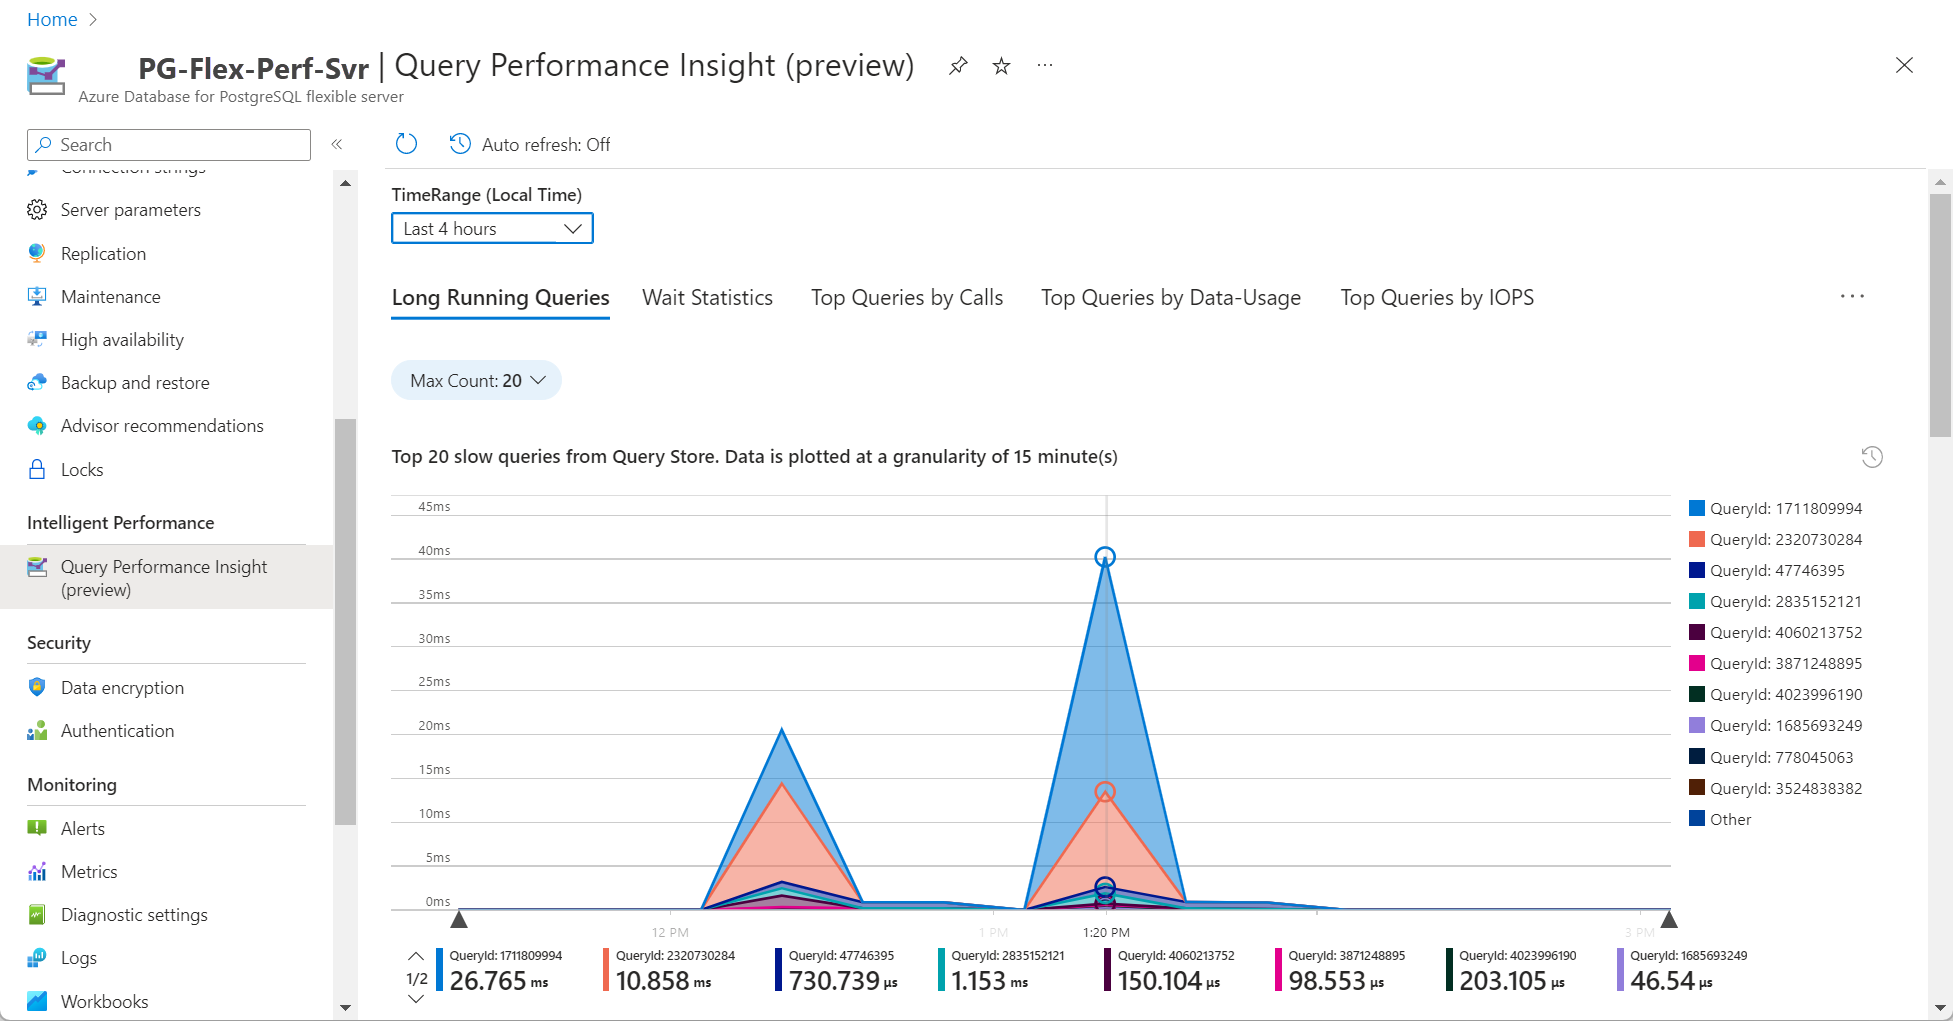 Home
PG-Flex-Perf-Svr | Query Performance Insight (preview)
Azure Database for PostgreSQL flexible server
Search
Auto refresh: Off
Connection strings
Server parameters
Replication
Maintenance
High availability
Backup and restore
Advisor recommendations
Locks
Intelligent Performance
Query Performance Insight
(preview)
Security
Data encryption
Authentication
Monitoring
Alerts
Metrics
Diagnostic settings
Logs
Workbooks
TimeRange (Local Time)
Last 4 hours
Long Running Queries
Wait Statistics
Top Queries by Calls
Top Queries by Data-Usage
Top Queries by IOPS
Max Count: 20
Top 20 slow queries from Query Store. Data is plotted at a granularity of 15 minute(s)
45ms
40ms
35ms
30ms
25ms
20ms
15ms
10ms
5ms
0ms
12 PM
1 PM
1:20 PM
3 PM
QueryId: 1711809994
QueryId: 2320730284
QueryId: 47746395
QueryId: 2835152121
QueryId: 4060213752
QueryId: 3871248895
QueryId: 4023996190
QueryId: 1685693249
QueryId: 778045063
QueryId: 3524838382
Other
1/2
QueryId: 1711809994
26.765 ms
QueryId: 2320730284
10.858 ms
QueryId: 47746395
730.739 µs
QueryId: 2835152121
1.153 ms
QueryId: 4060213752
150.104 µs
QueryId: 3871248895
98.553 µs
QueryId: 4023996190
203.105 µs
QueryId: 1685693249
46.54 µs